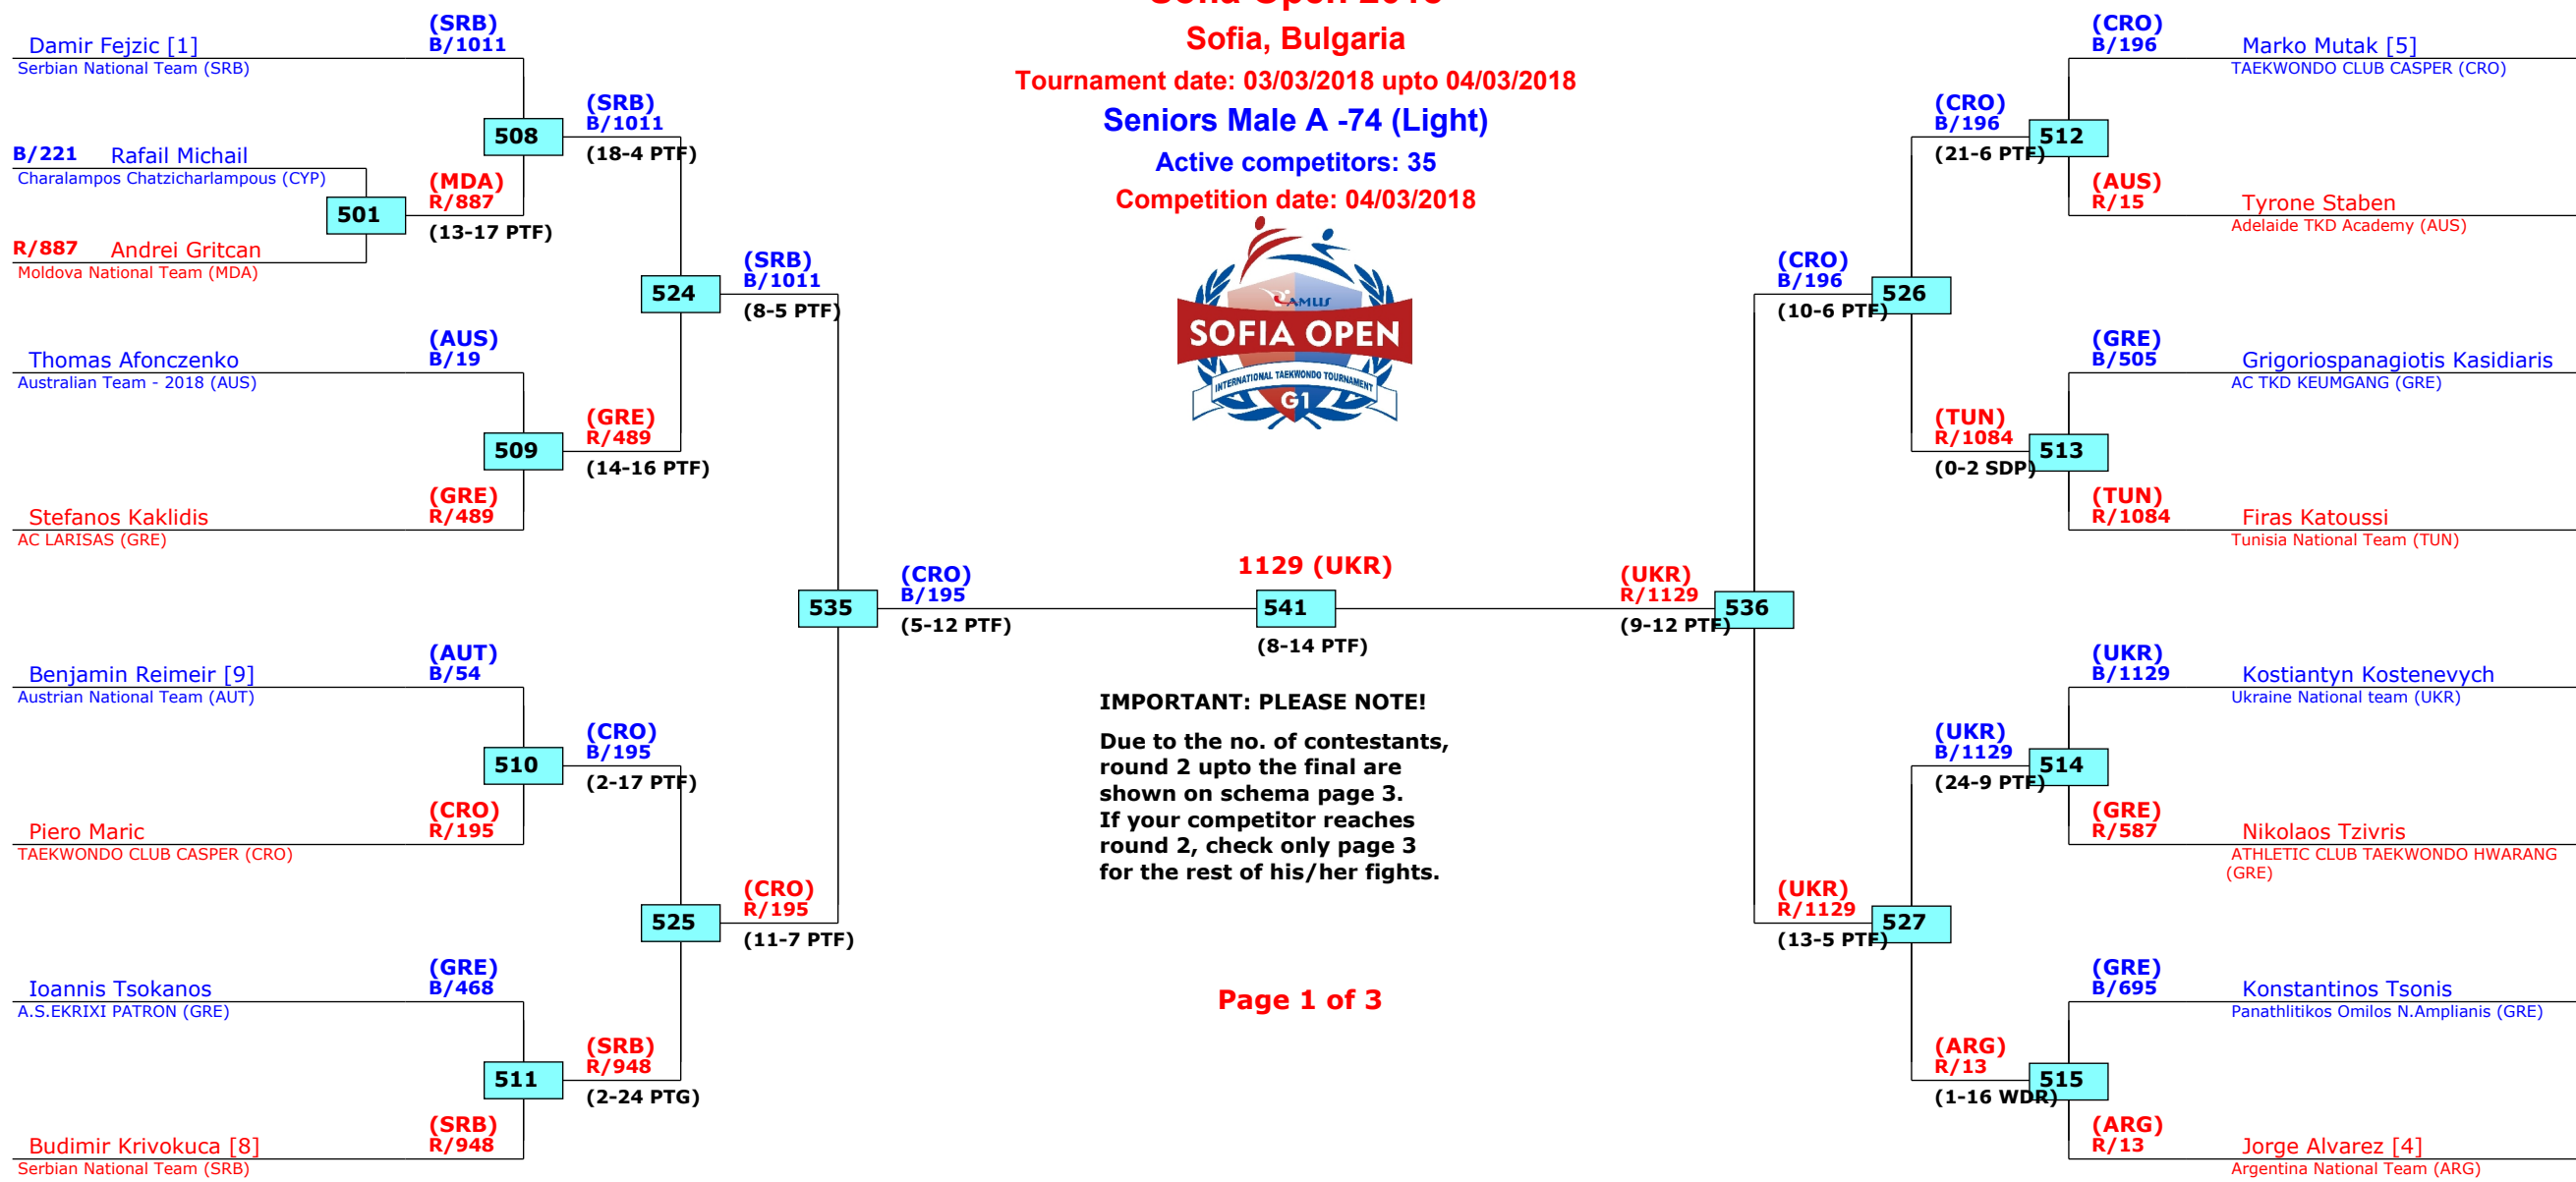 Sofia Open 2018
Sofia, Bulgaria
Tournament date: 03/03/2018 upto 04/03/2018
Seniors Male A -74 (Light)
Active competitors: 35
Competition date: 04/03/2018
CAMUS
SOFIA OPEN
INTERNATIONAL TAEKWONDO TOURNAMENT
G1
(SRB)
Damir Fejzic [1] B/1011
Serbian National Team (SRB)
508
(SRB)
B/1011
(18-4 PTF)
B/221 Rafail Michail
Charalampos Chatzicharlampous (CYP)
501
(MDA)
R/887
(13-17 PTF)
R/887 Andrei Gritcan
Moldova National Team (MDA)
524
(SRB)
B/1011
(8-5 PTF)
(AUS)
Thomas Afonczenko B/19
Australian Team - 2018 (AUS)
509
(GRE)
R/489
(14-16 PTF)
(GRE)
Stefanos Kaklidis R/489
AC LARISAS (GRE)
535
(CRO)
B/195
(5-12 PTF)
(AUT)
Benjamin Reimeir [9] B/54
Austrian National Team (AUT)
510
(CRO)
B/195
(2-17 PTF)
(CRO)
Piero Maric R/195
TAEKWONDO CLUB CASPER (CRO)
525
(CRO)
R/195
(11-7 PTF)
(GRE)
Ioannis Tsokanos B/468
A.S.EKRIXI PATRON (GRE)
511
(SRB)
R/948
(2-24 PTG)
(SRB)
Budimir Krivokuca [8] R/948
Serbian National Team (SRB)
1129 (UKR)
541
(8-14 PTF)
IMPORTANT: PLEASE NOTE!
Due to the no. of contestants,
round 2 upto the final are
shown on schema page 3.
If your competitor reaches
round 2, check only page 3
for the rest of his/her fights.
Page 1 of 3
(UKR)
R/1129
536
(9-12 PTF)
(CRO)
B/196 Marko Mutak [5]
TAEKWONDO CLUB CASPER (CRO)
(CRO)
B/196
512
(21-6 PTF)
(AUS)
R/15 Tyrone Staben
Adelaide TKD Academy (AUS)
(CRO)
B/196
526
(10-6 PTF)
(GRE)
B/505 Grigoriospanagiotis Kasidiaris
AC TKD KEUMGANG (GRE)
(TUN)
R/1084
513
(0-2 SDP)
(TUN)
R/1084 Firas Katoussi
Tunisia National Team (TUN)
(UKR)
B/1129 Kostiantyn Kostenevych
Ukraine National team (UKR)
(UKR)
B/1129
514
(24-9 PTF)
(GRE)
R/587 Nikolaos Tzivris
ATHLETIC CLUB TAEKWONDO HWARANG
(GRE)
(UKR)
R/1129
527
(13-5 PTF)
(GRE)
B/695 Konstantinos Tsonis
Panathlitikos Omilos N.Amplianis (GRE)
(ARG)
R/13
515
(1-16 WDR)
(ARG)
R/13 Jorge Alvarez [4]
Argentina National Team (ARG)